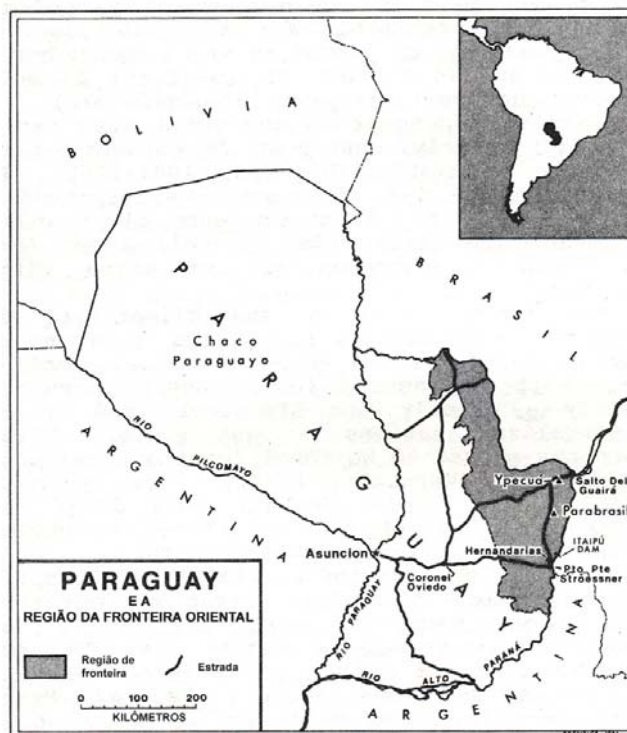 BOLIVIA
BRASIL
PARAGUAY
Chaco
Paraguayo
RIO
PILCOMAYO
ARGENTINA
Ypecua
Salto Del
Guairá
Parabrasil
ITAIPÚ
DAM
Hernandarias
Pto Pte
Stroessner
Asuncion
Coronel
Oviedo
RIO PARAGUAY
RIO ALTO PARANÁ
ARGENTINA
PARAGUAY
E A
REGIÃO DA FRONTEIRA ORIENTAL
Região de
fronteira
Estrada
0 100 200
KILÔMETROS